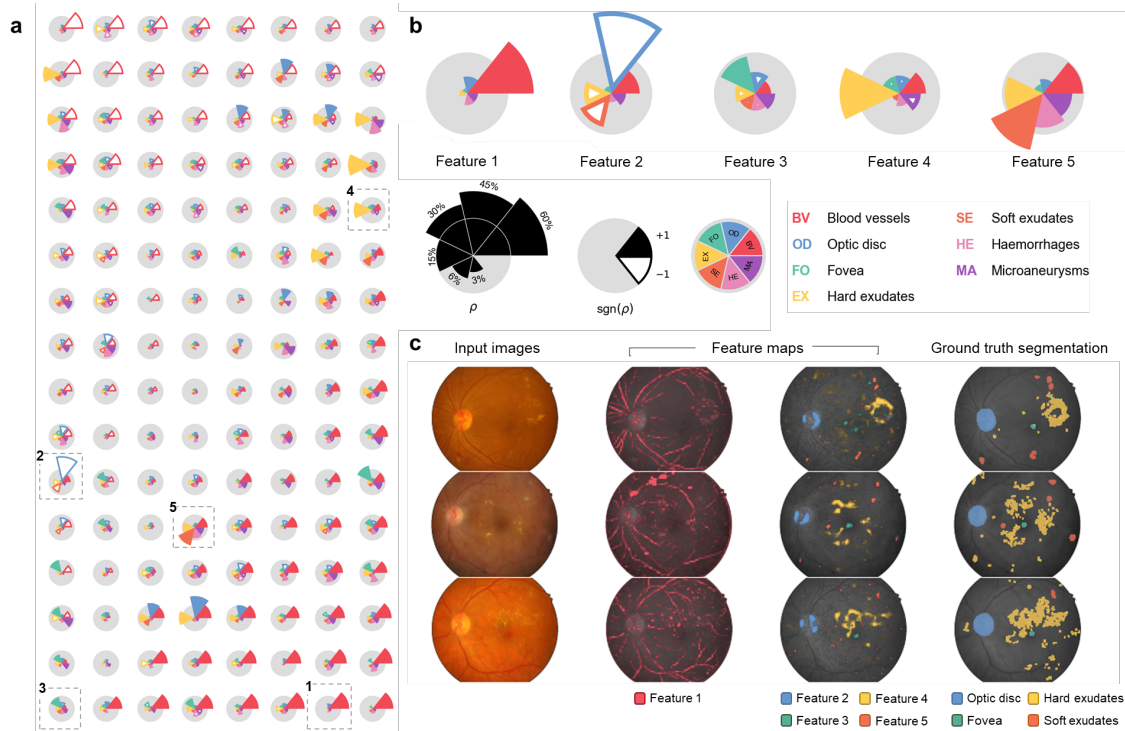 a
4
2
5
3
1
b
Feature 1
Feature 2
Feature 3
Feature 4
Feature 5
45%
30%
60%
15%
6%
3%
ρ
+1
−1
sgn(ρ)
FO
OD
EX
BV
SE
HE
MA
BV Blood vessels
SE Soft exudates
OD Optic disc
HE Haemorrhages
FO Fovea
MA Microaneurysms
EX Hard exudates
c
Input images
Feature maps
Ground truth segmentation
Feature 1
Feature 2
Feature 4
Optic disc
Hard exudates
Feature 3
Feature 5
Fovea
Soft exudates